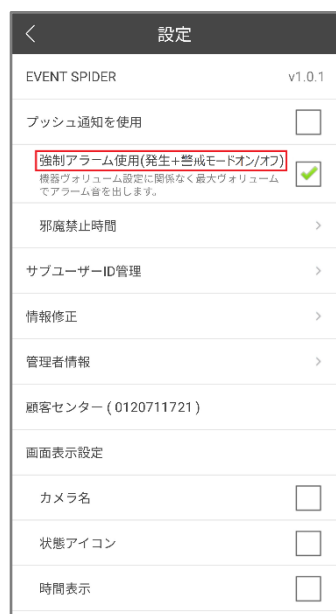 設定
EVENT SPIDER v1.0.1
プッシュ通知を使用
強制アラーム使用(発生+警戒モードオン/オフ)
機器ヴォリューム設定に関係なく最大ヴォリューム
でアラーム音を出します。
邪魔禁止時間
サブユーザーID管理
情報修正
管理者情報
顧客センター ( 0120711721 )
画面表示設定
カメラ名
状態アイコン
時間表示